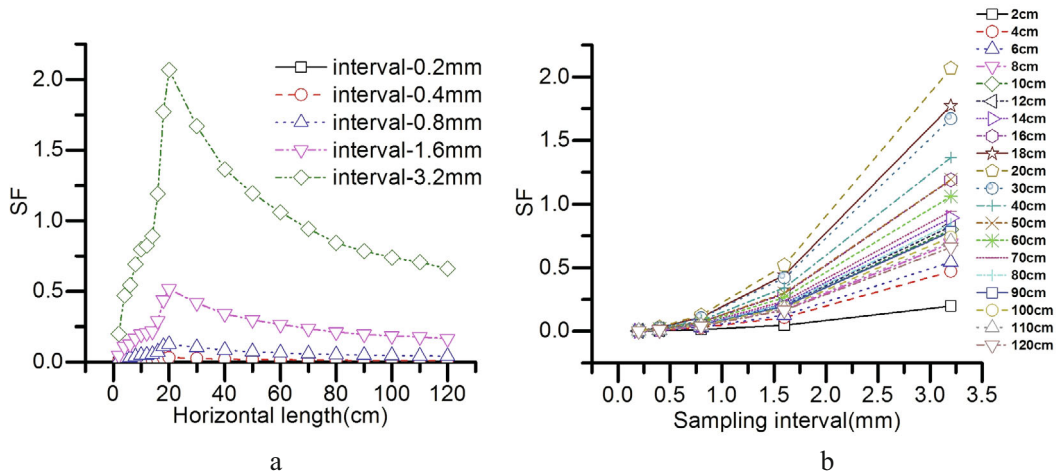 SF
2.0
1.5
1.0
0.5
0.0
0 20 40 60 80 100 120
Horizontal length(cm)
interval-0.2mm
interval-0.4mm
interval-0.8mm
interval-1.6mm
interval-3.2mm
a
SF
2.0
1.5
1.0
0.5
0.0
0.0 0.5 1.0 1.5 2.0 2.5 3.0 3.5
Sampling interval(mm)
2cm
4cm
6cm
8cm
10cm
12cm
14cm
16cm
18cm
20cm
30cm
40cm
50cm
60cm
70cm
80cm
90cm
100cm
110cm
120cm
b